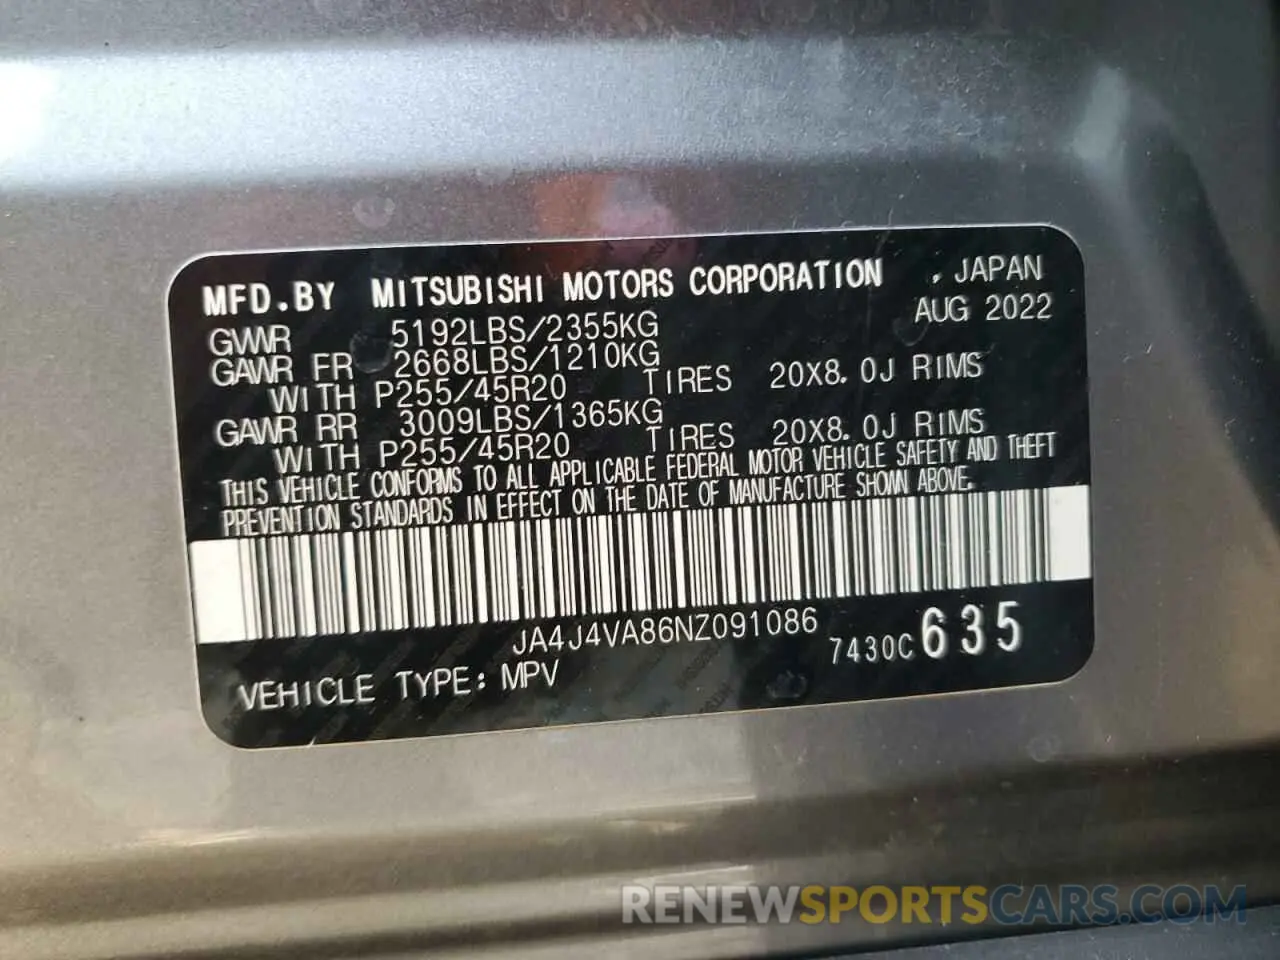 MFD.BY MITSUBISHI MOTORS CORPORATION , JAPAN
GVWR 5192LBS/2355KG AUG 2022
GAWR FR 2668LBS/1210KG
WITH P255/45R20 TIRES 20X8.0J RIMS
GAWR RR 3009LBS/1365KG
WITH P255/45R20 TIRES 20X8.0J RIMS
THIS VEHICLE CONFORMS TO ALL APPLICABLE FEDERAL MOTOR VEHICLE SAFETY AND THEFT
PREVENTION STANDARDS IN EFFECT ON THE DATE OF MANUFACTURE SHOWN ABOVE.
JA4J4VA86NZ091086 7430C 635
VEHICLE TYPE: MPV
RENEWSPORTSCARS.COM